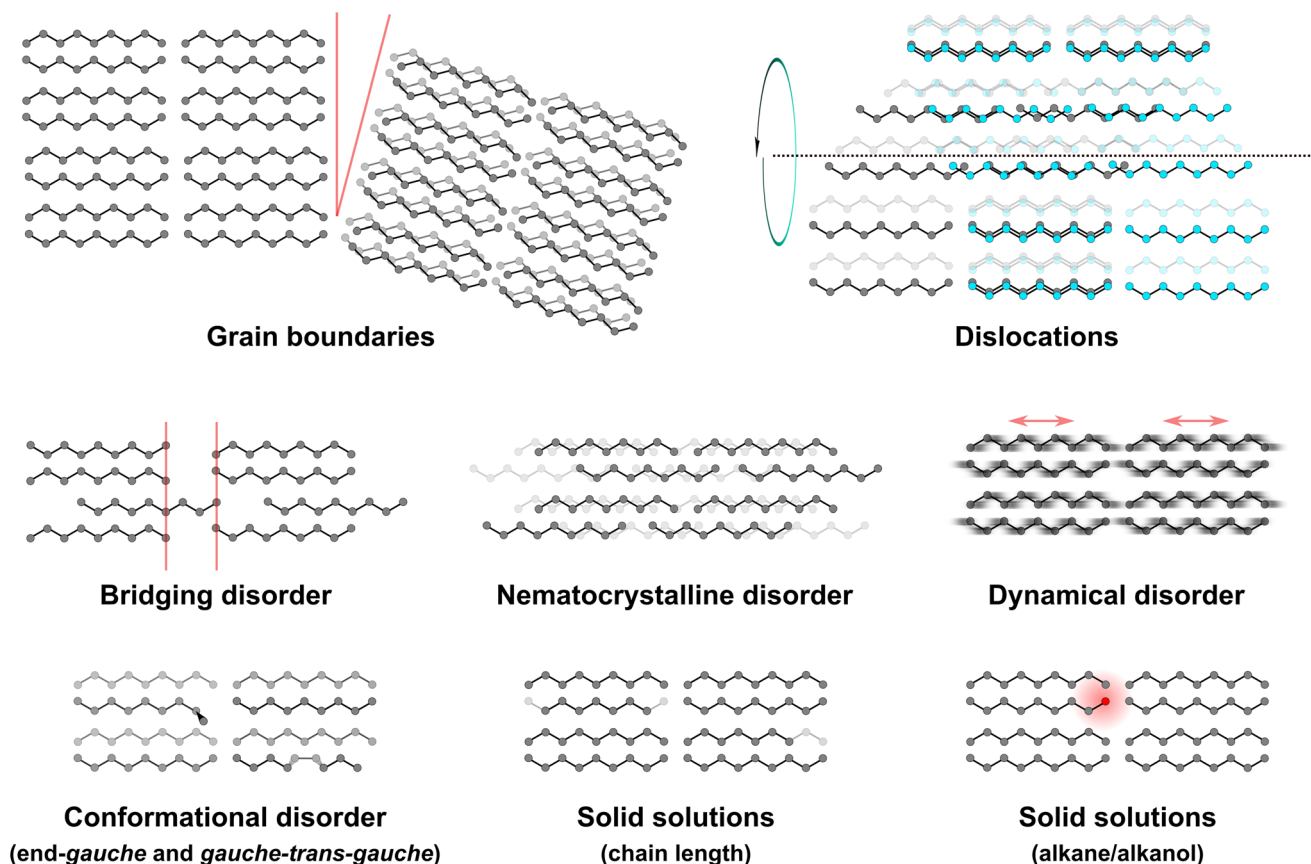 Grain boundaries
Dislocations
Bridging disorder
Nematocrystalline disorder
Dynamical disorder
Conformational disorder
(end-gauche and gauche-trans-gauche)
Solid solutions
(chain length)
Solid solutions
(alkane/alkanol)